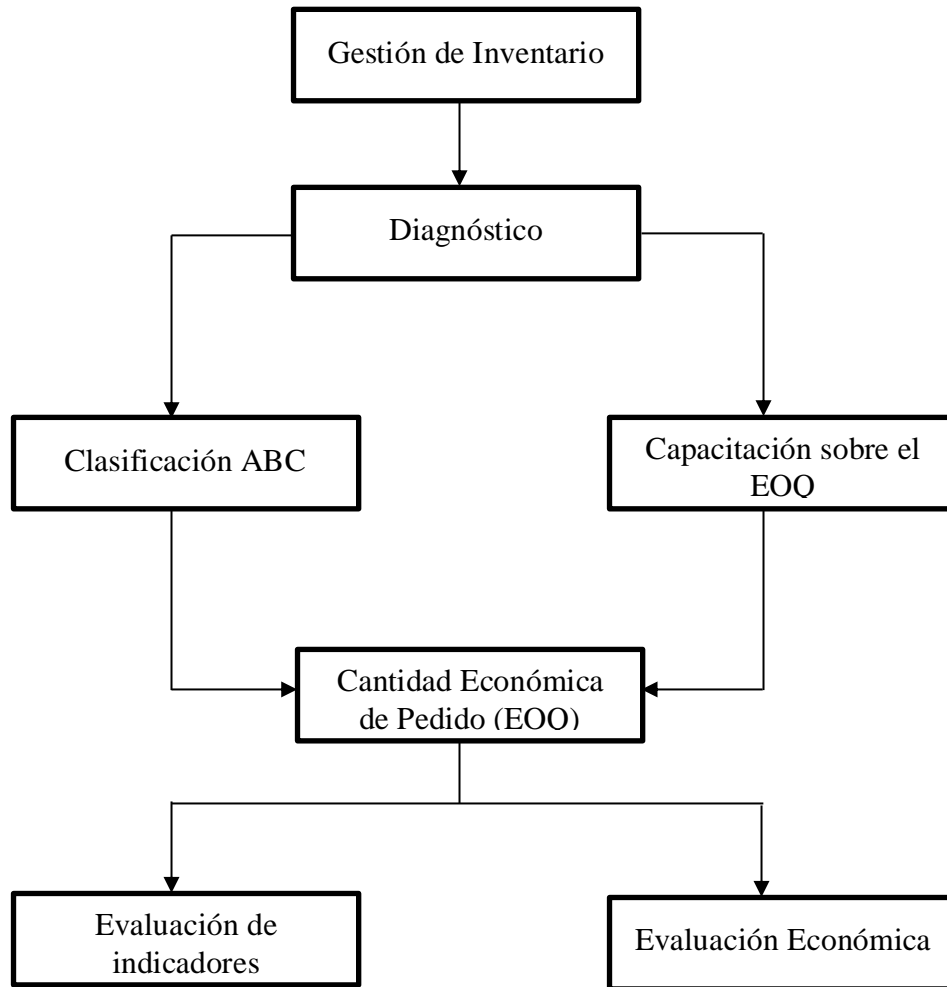 Gestión de Inventario
Diagnóstico
Clasificación ABC
Capacitación sobre el
EOQ
Cantidad Económica
de Pedido (EOQ)
Evaluación de
indicadores
Evaluación Económica